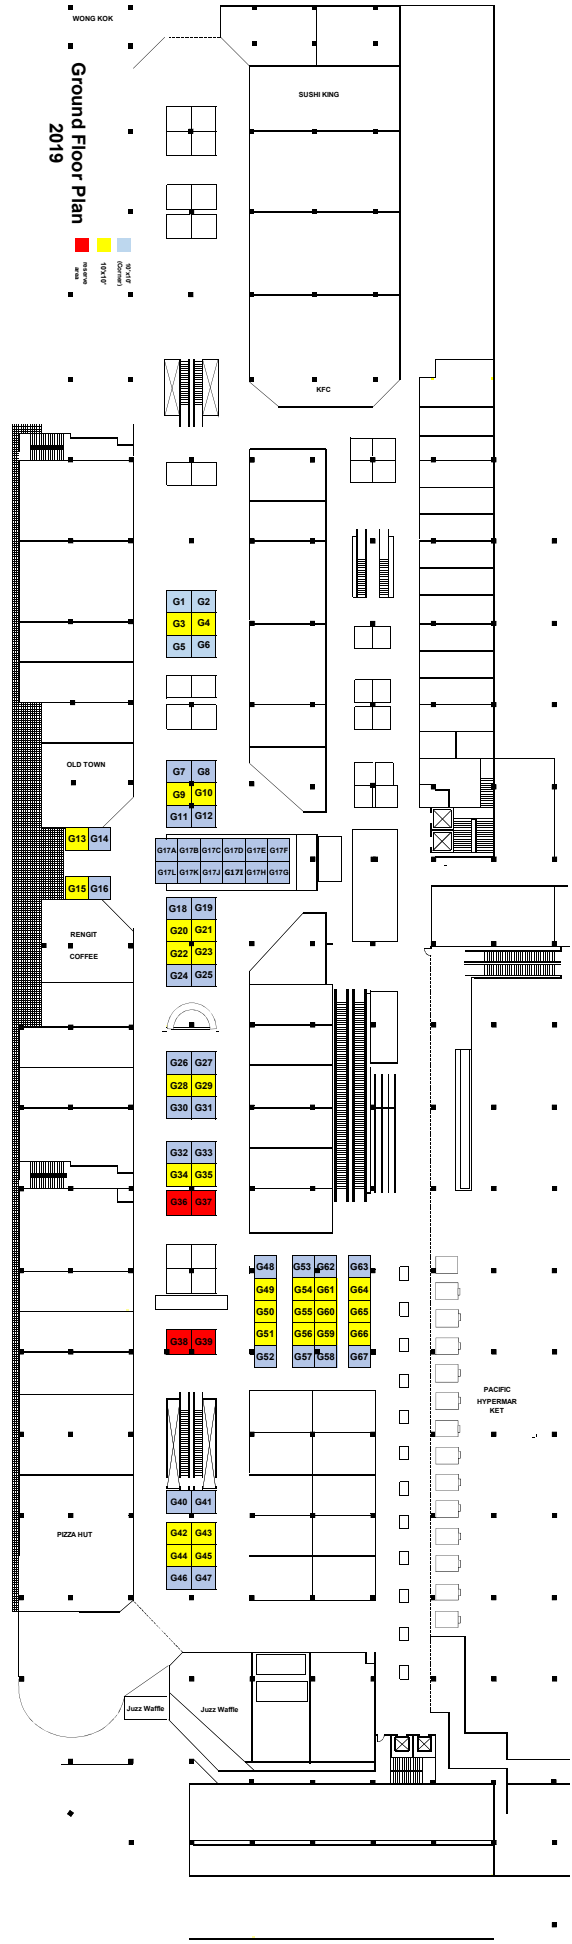 WONG KOK
Ground Floor Plan
2019
10'x10'
(Corner)
10'x10'
reserve
area
SUSHI KING
KFC
G1 G2
G3 G4
G5 G6
OLD TOWN
G7 G8
G9 G10
G11 G12
G13 G14
G17A G17B G17C G17D G17E G17F
G17L G17K G17J G17I G17H G17G
G15 G16
G18 G19
G20 G21
G22 G23
G24 G25
RENGIT
COFFEE
G26 G27
G28 G29
G30 G31
G32 G33
G34 G35
G36 G37
G48 G53 G62 G63
G49 G54 G61 G64
G50 G55 G60 G65
G51 G56 G59 G66
G52 G57 G58 G67
G38 G39
PACIFIC
HYPERMAR
KET
G40 G41
G42 G43
G44 G45
G46 G47
PIZZA HUT
Juzz Waffle
Juzz Waffle